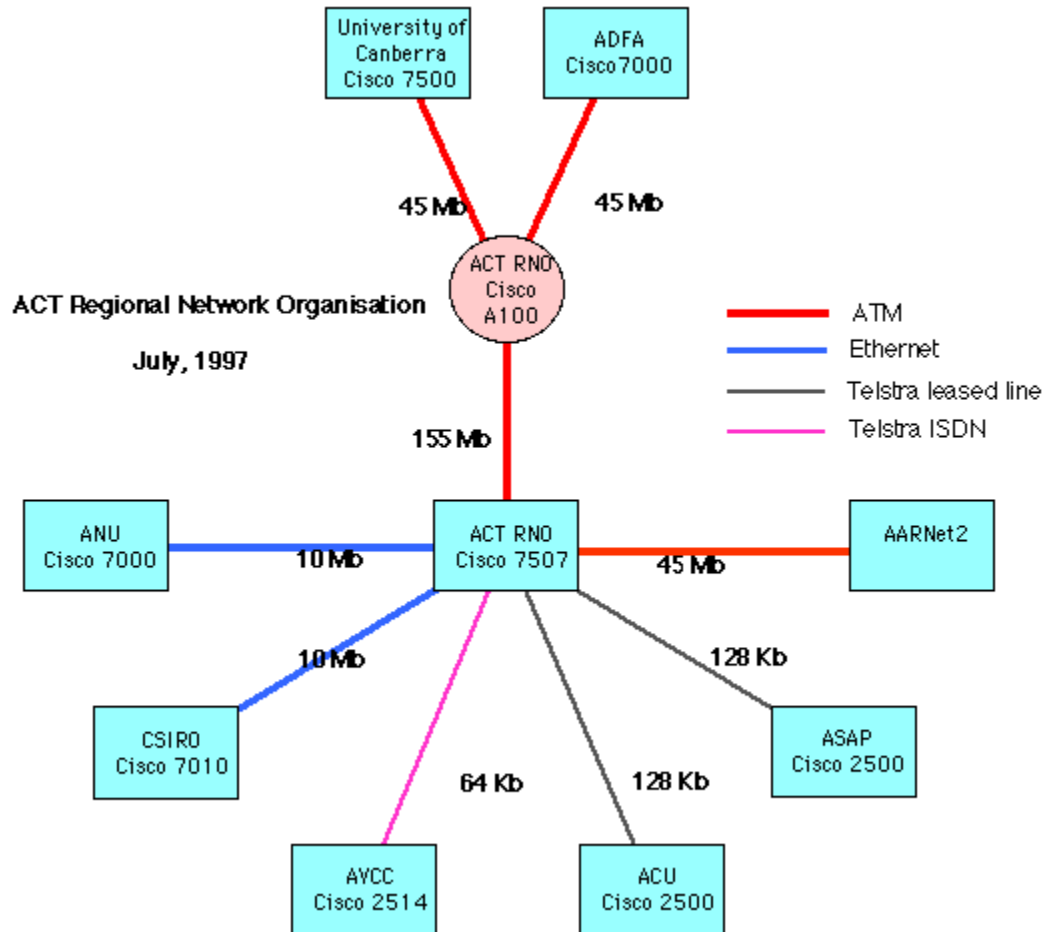 University of
Canberra
Cisco 7500
ADFA
Cisco7000
45 Mb
45 Mb
ACT RNO
Cisco
A100
ACT Regional Network Organisation
July, 1997
ATM
Ethernet
Telstra leased line
Telstra ISDN
155 Mb
ANU
Cisco 7000
10 Mb
ACT RNO
Cisco 7507
45 Mb
AARNet2
10 Mb
128 Kb
CSIRO
Cisco 7010
ASAP
Cisco 2500
64 Kb
128 Kb
AVCC
Cisco 2514
ACU
Cisco 2500